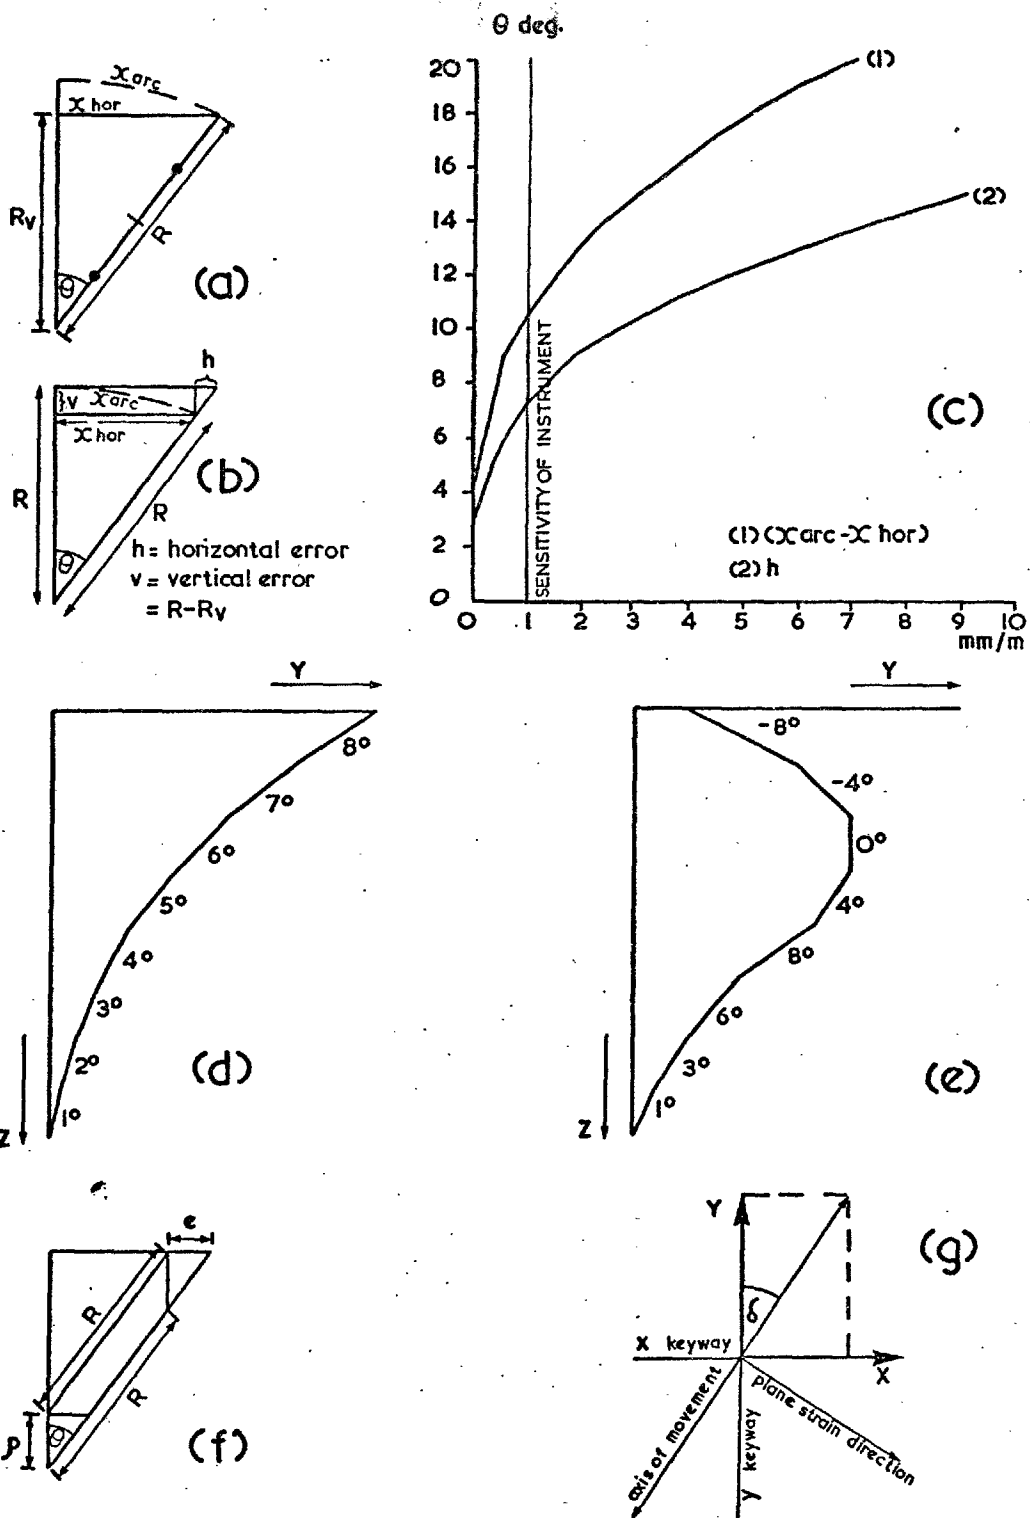 x arc
x hor
Rv
R
θ
(a)
h
}v x arc
x hor
R
R
θ
(b)
h = horizontal error
v = vertical error
= R-Rv
θ deg.
20
18
16
14
12
10
8
6
4
2
0
0 1 2 3 4 5 6 7 8 9 10
mm/m
SENSITIVITY OF INSTRUMENT
(1)
(2)
(c)
(1) (x arc - x hor)
(2) h
Y
8°
7°
6°
5°
4°
3°
2°
1°
Z
(d)
Y
-8°
-4°
0°
4°
8°
6°
3°
1°
Z
(e)
e
R
R
θ
ρ
(f)
Y
δ
(g)
X keyway
X
axis of movement
y keyway
plane strain direction